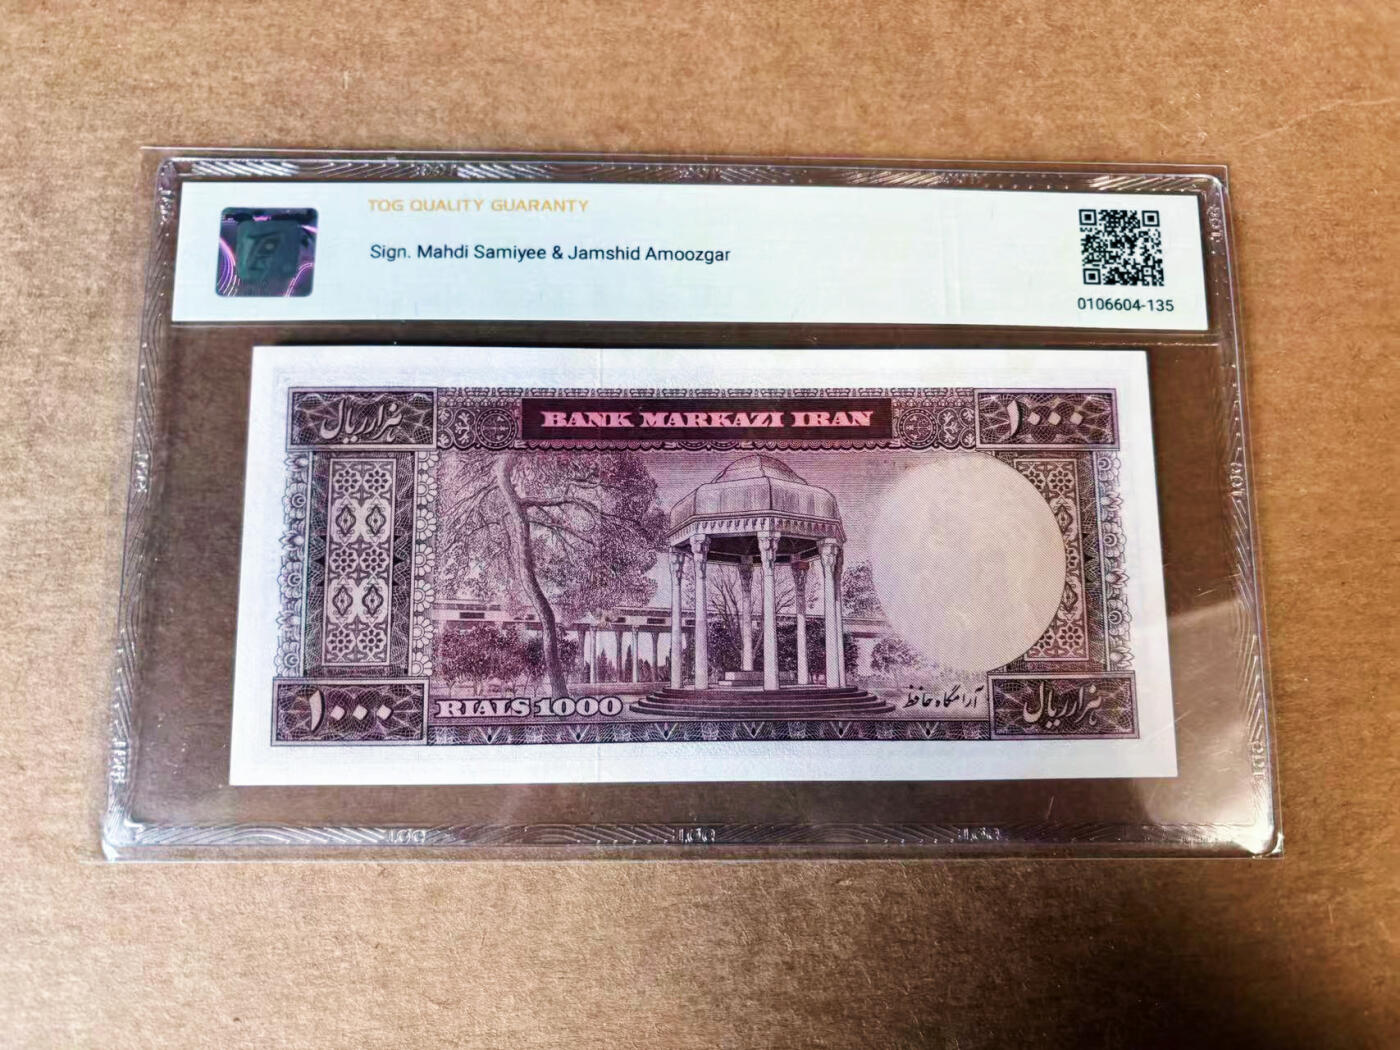 TOG QUALITY GUARANTY
Sign. Mahdi Samiyee & Jamshid Amoozgar
0106604-135
هزار ریال
BANK MARKAZI IRAN
۱۰۰۰
آرامگاه حافظ
۱۰۰۰
RIALS 1000
هزار ریال